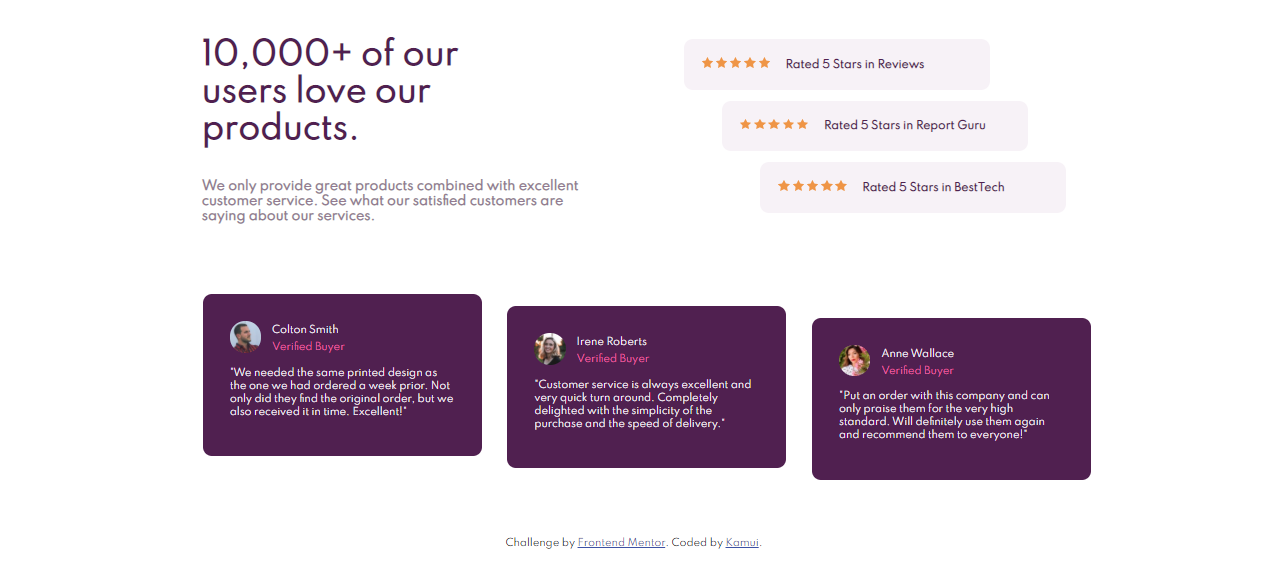 10,000+ of our
users love our
products.
We only provide great products combined with excellent
customer service. See what our satisfied customers are
saying about our services.
Rated 5 Stars in Reviews
Rated 5 Stars in Report Guru
Rated 5 Stars in BestTech
Colton Smith
Verified Buyer
"We needed the same printed design as
the one we had ordered a week prior. Not
only did they find the original order, but we
also received it in time. Excellent!"
Irene Roberts
Verified Buyer
"Customer service is always excellent and
very quick turn around. Completely
delighted with the simplicity of the
purchase and the speed of delivery."
Anne Wallace
Verified Buyer
"Put an order with this company and can
only praise them for the very high
standard. Will definitely use them again
and recommend them to everyone!"
Challenge by Frontend Mentor. Coded by Kamui.